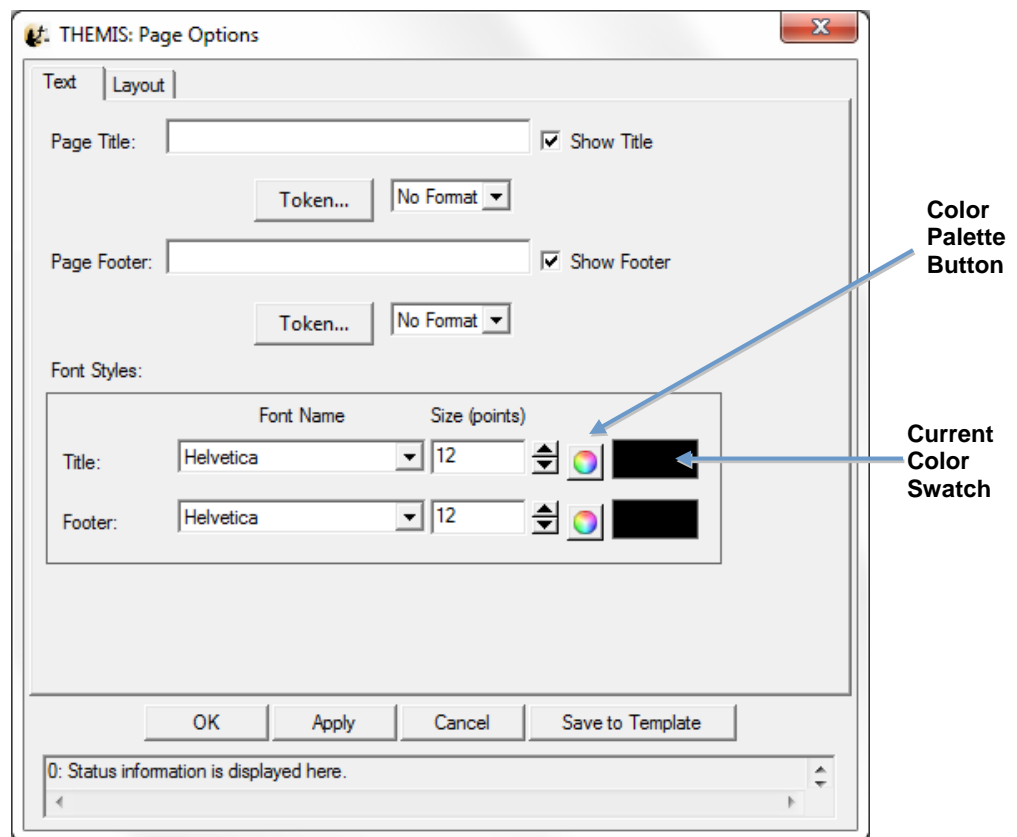 THEMIS: Page Options
Text Layout
Page Title: Show Title
Token... No Format
Color
Palette
Button
Page Footer: Show Footer
Token... No Format
Font Styles:
Font Name Size (points)
Title: Helvetica 12
Current
Color
Swatch
Footer: Helvetica 12
OK Apply Cancel Save to Template
0: Status information is displayed here.